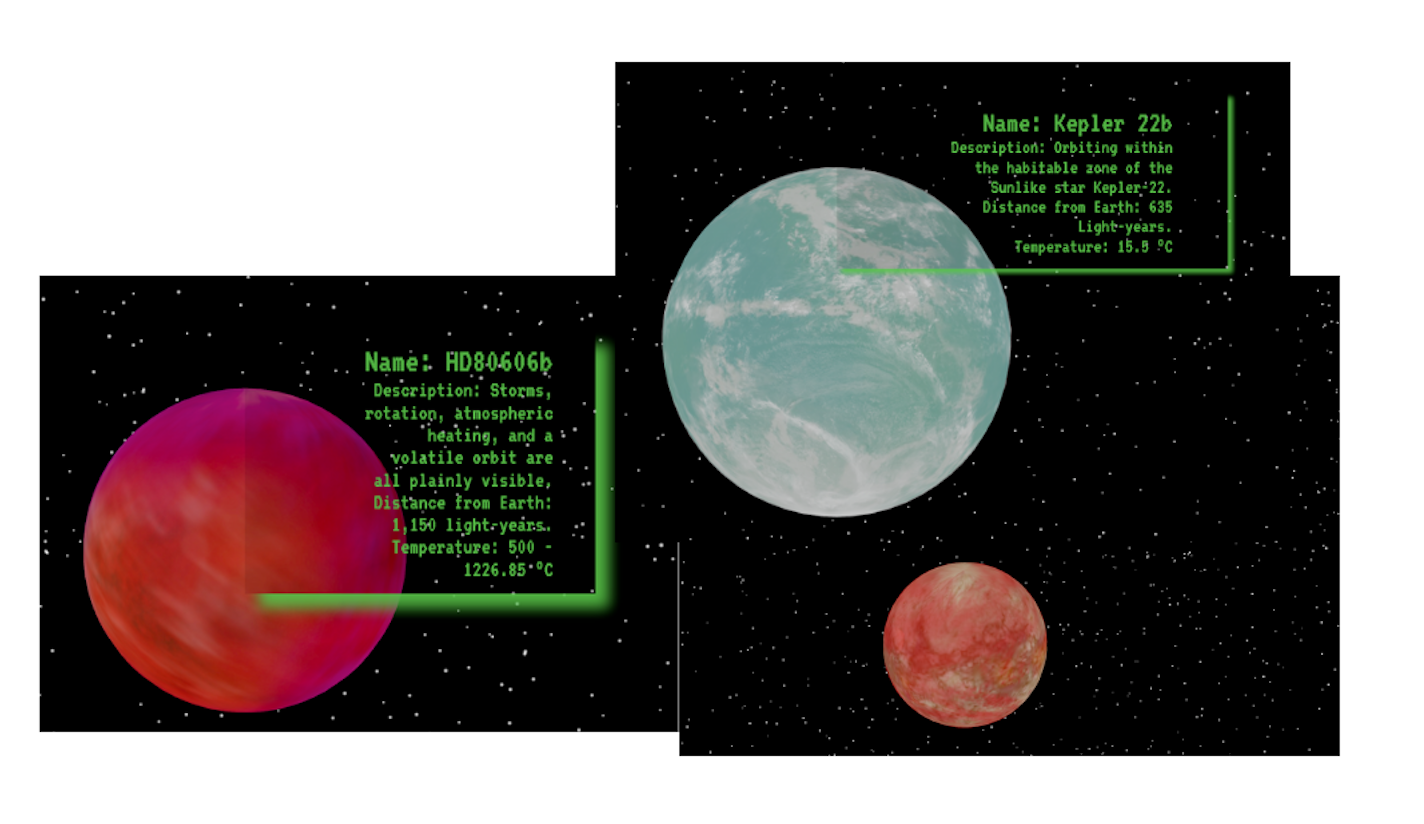 Name: Kepler 22b
Description: Orbiting within
the habitable zone of the
Sunlike star Kepler-22.
Distance from Earth: 635
Light-years.
Temperature: 15.5 ºC
Name: HD80606b
Description: Storms,
rotation, atmospheric
heating, and a
volatile orbit are
all plainly visible,
Distance from Earth:
1,150 light-years.
Temperature: 500 -
1226.85 ºC